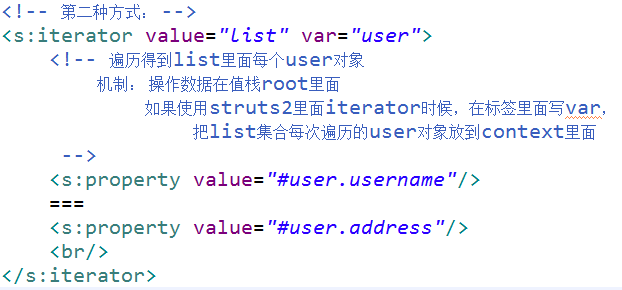 <!-- 第二种方式: -->
<s:iterator value="list" var="user">
<!-- 遍历得到list里面每个user对象
机制: 操作数据在值栈root里面
如果使用struts2里面iterator时候, 在标签里面写var,
把list集合每次遍历的user对象放到context里面
-->
<s:property value="#user.username"/>
===
<s:property value="#user.address"/>
<br/>
</s:iterator>